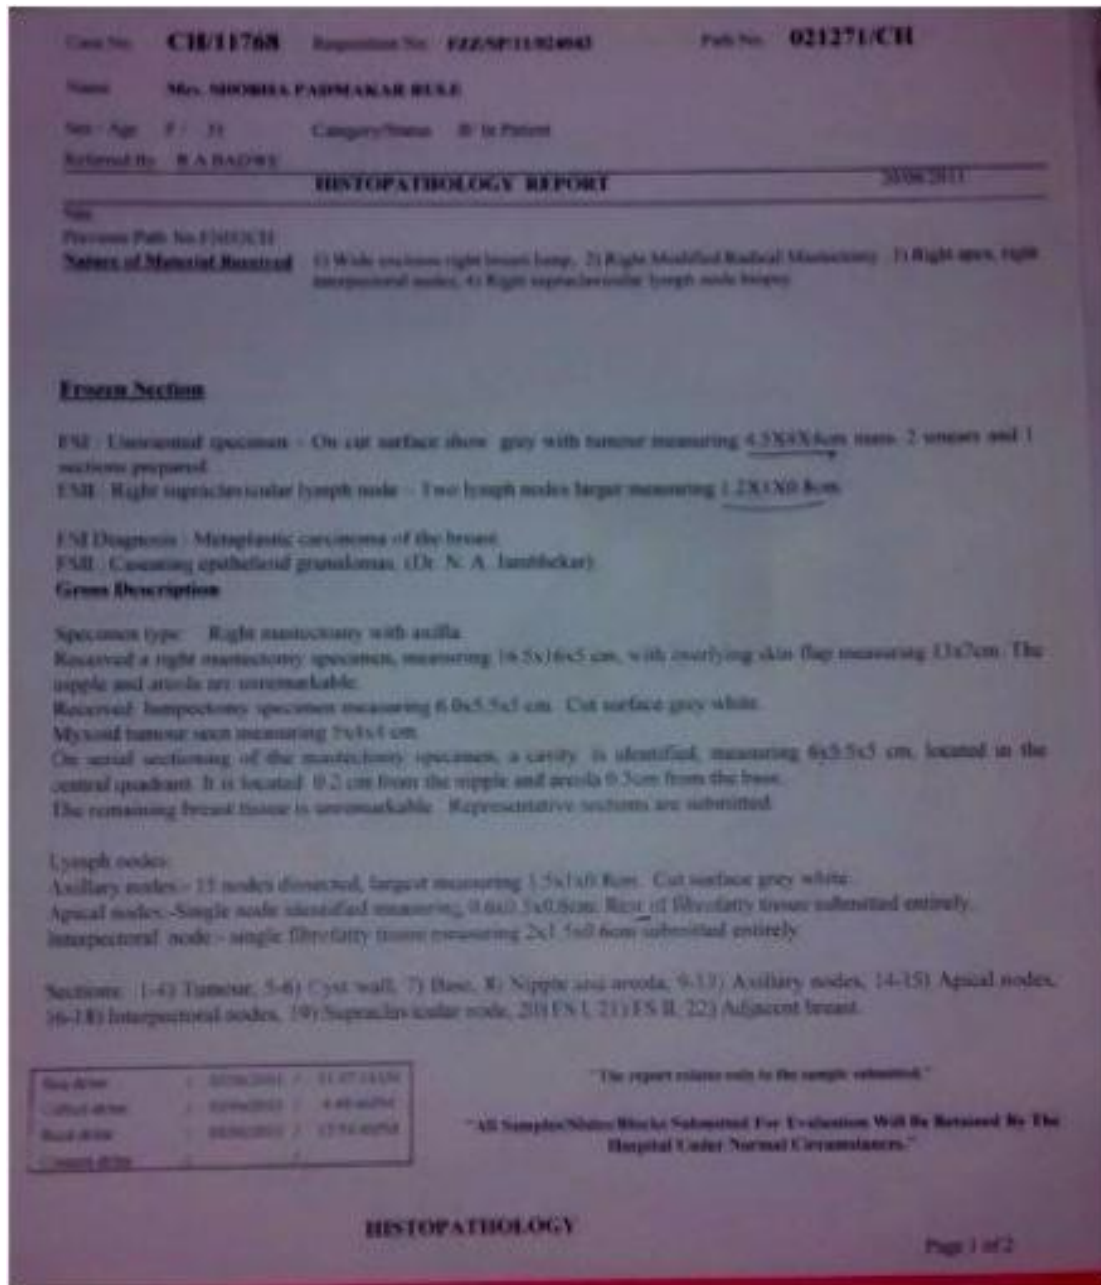 Case No. CH/11768 Requisition No. FZZ/SP/11/024043 Path No. 021271/CH
Name Mrs. SHOBHA PADMAKAR
Sex / Age F / 51 Category/Status B/ In Patient
Referred By R A BADWE
HISTOPATHOLOGY REPORT 20/06/2011
Previous Path No.
Nature of Material Received 1) Wide excision right breast lump, 2) Right Modified Radical Mastectomy 3) Right apex, right
interpectoral nodes, 4) Right supraclavicular lymph node biopsy
Frozen Section
FSI : Unoriented specimen - On cut surface show grey with tumour measuring 4.5X4X4cm mass. 2 smears and 1
sections prepared.
FSII : Right supraclavicular lymph node - Two lymph nodes larger measuring 1.2X1X0.8cm
FSI Diagnosis : Metaplastic carcinoma of the breast.
FSII : Caseating epithelioid granulomas. (Dr. N. A. Jambhekar).
Gross Description
Specimen type: Right mastectomy with axilla.
Received a right mastectomy specimen, measuring 16.5x16x5 cm, with overlying skin flap measuring 13x7cm. The
nipple and areola are unremarkable.
Received lumpectomy specimen measuring 6.0x5.5x5 cm. Cut surface grey white.
Myxoid tumour seen measuring 5x4x4 cm
On serial sectioning of the mastectomy specimen, a cavity is identified, measuring 6x5.5x5 cm, located in the
central quadrant. It is located 0.2 cm from the nipple and areola 0.5cm from the base.
The remaining breast tissue is unremarkable. Representative sections are submitted.
Lymph nodes:
Axillary nodes:- 15 nodes dissected, largest measuring 1.5x1x0.8cm. Cut surface grey white.
Apical nodes:-Single node identified measuring, Rest of fibrofatty tissue submitted entirely.
Interpectoral node - single fibrofatty tissue measuring 2x1.5x0.6cm submitted entirely.
Sections: 1-4) Tumour, 5-6) Cyst wall, 7) Base, 8) Nipple and areola, 9-13) Axillary nodes, 14-15) Apical nodes,
16-18) Interpectoral nodes, 19) Supraclavicular node, 20) FS I, 21) FS II, 22) Adjacent breast.
"The report relates only to the sample submitted."
"All Samples/Slides/Blocks Submitted For Evaluation Will Be Retained By The
Hospital Under Normal Circumstances."
HISTOPATHOLOGY
Page 1 of 2